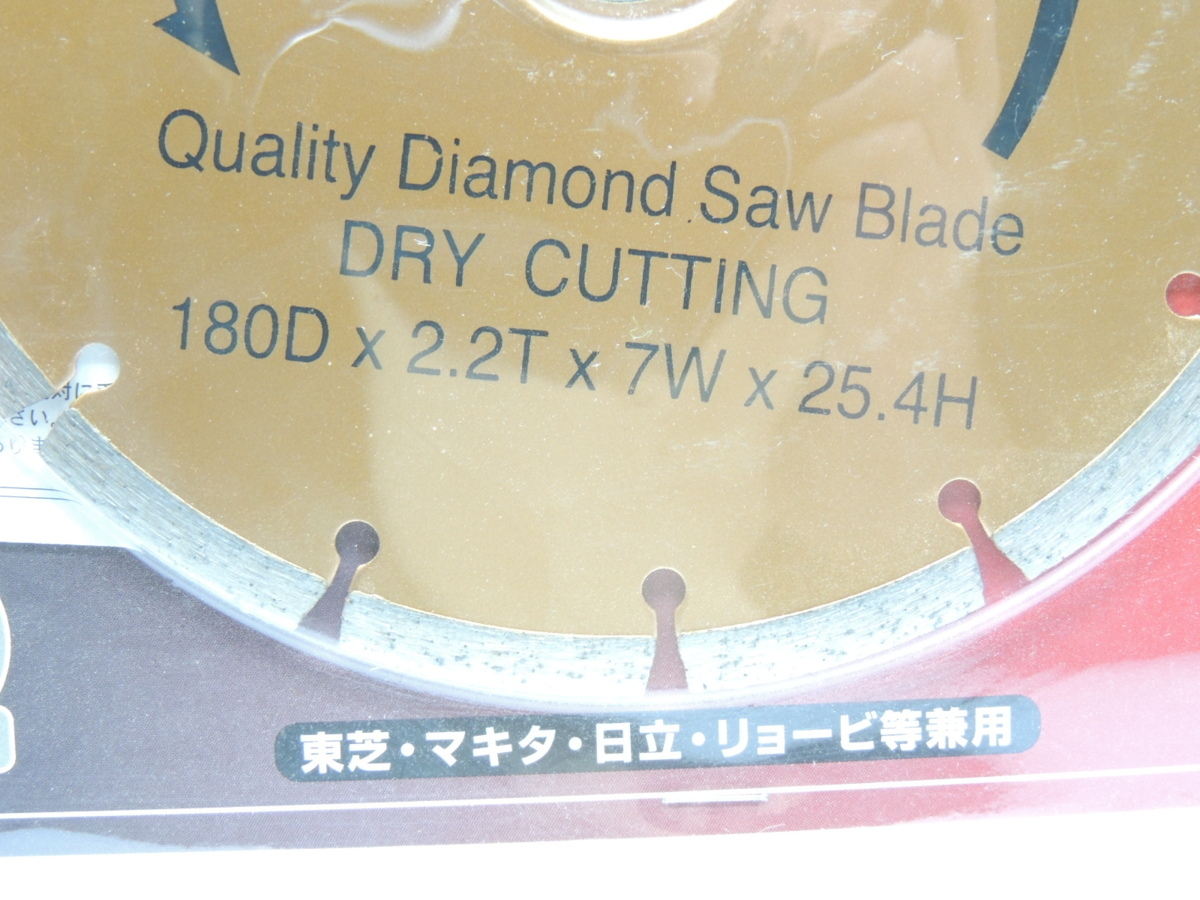 Quality Diamond Saw Blade
DRY CUTTING
180D x 2.2T x 7W x 25.4H
東芝・マキタ・日立・リョービ等兼用